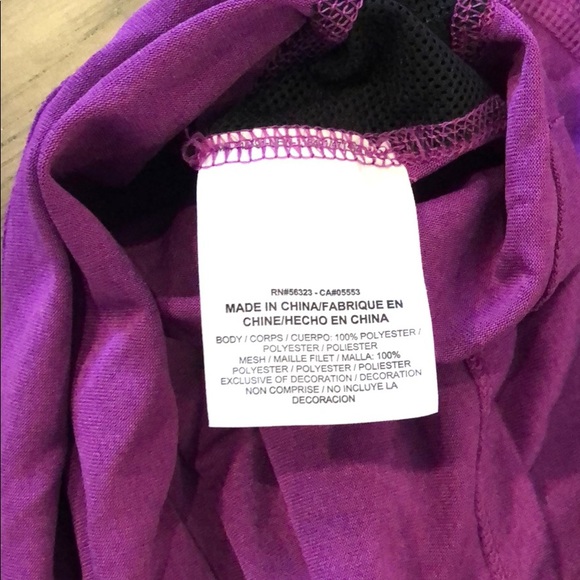 RN#56323 - CA#05553
MADE IN CHINA/FABRIQUE EN
CHINE/HECHO EN CHINA
BODY / CORPS / CUERPO: 100% POLYESTER /
POLYESTER / POLIESTER
MESH / MAILLE FILET / MALLA: 100%
POLYESTER / POLYESTER / POLIESTER
EXCLUSIVE OF DECORATION / DECORATION
NON COMPRISE / NO INCLUYE LA
DECORACION